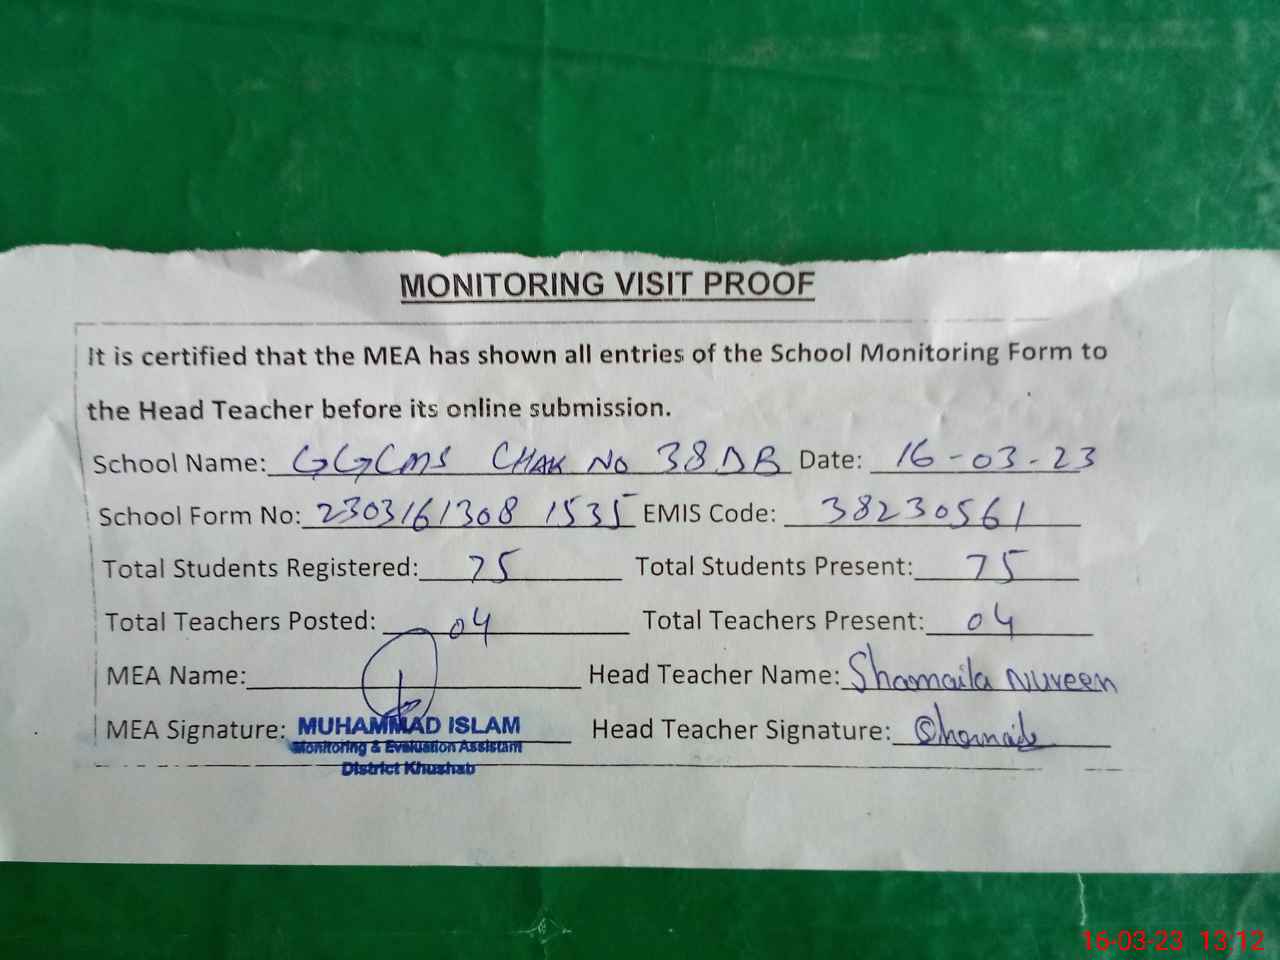 MONITORING VISIT PROOF
It is certified that the MEA has shown all entries of the School Monitoring Form to
the Head Teacher before its online submission.
School Name: GGCMS CHAK NO 38 DB Date: 16-03-23
School Form No: 2303161308 1535 EMIS Code: 38230561
Total Students Registered: 75 Total Students Present: 75
Total Teachers Posted: 04 Total Teachers Present: 04
MEA Name: Head Teacher Name: Shamaila Nureen
MEA Signature: MUHAMMAD ISLAM Head Teacher Signature:
Monitoring & Evaluation Assistant
District Khushab
16-03-23 13:12